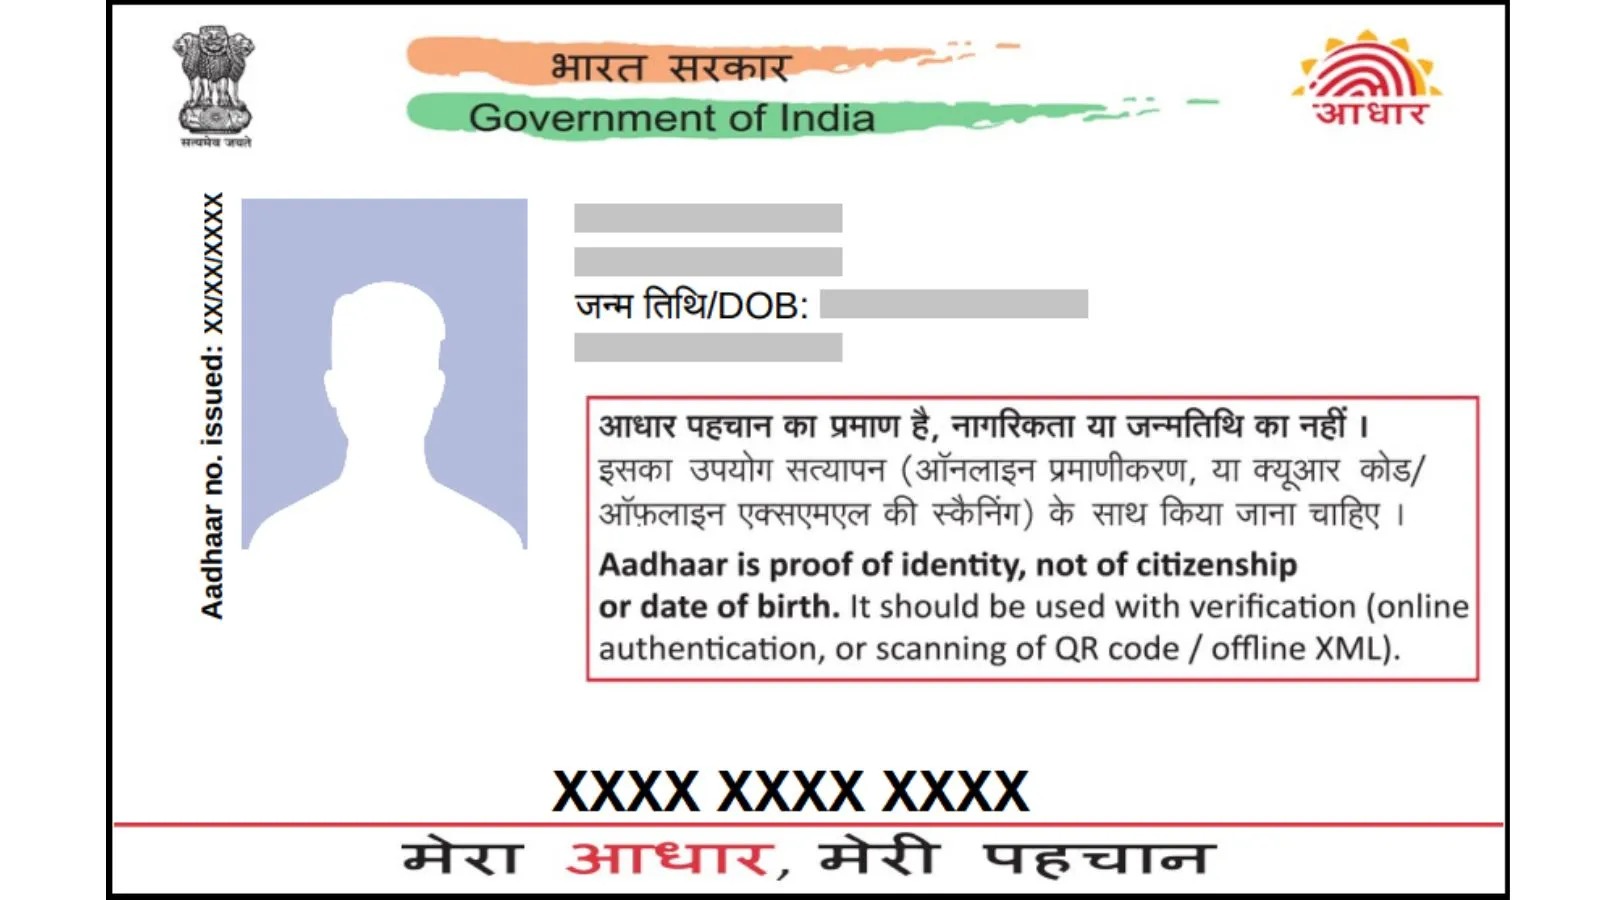 सत्यमेव जयते
भारत सरकार
Government of India
आधार
Aadhaar no. issued: XX/XX/XXXX
जन्म तिथि/DOB:
आधार पहचान का प्रमाण है, नागरिकता या जन्मतिथि का नहीं ।
इसका उपयोग सत्यापन (ऑनलाइन प्रमाणीकरण, या क्यूआर कोड/
ऑफ़लाइन एक्सएमएल की स्कैनिंग) के साथ किया जाना चाहिए ।
Aadhaar is proof of identity, not of citizenship
or date of birth. It should be used with verification (online
authentication, or scanning of QR code / offline XML).
XXXX XXXX XXXX
मेरा आधार, मेरी पहचान